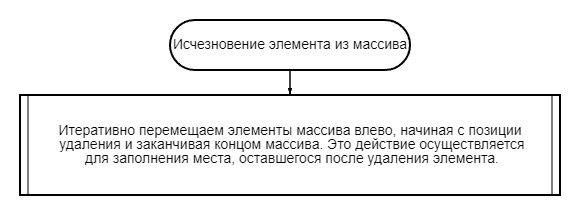 Исчезновение элемента из массива
Итеративно перемещаем элементы массива влево, начиная с позиции
удаления и заканчивая концом массива. Это действие осуществляется
для заполнения места, оставшегося после удаления элемента.